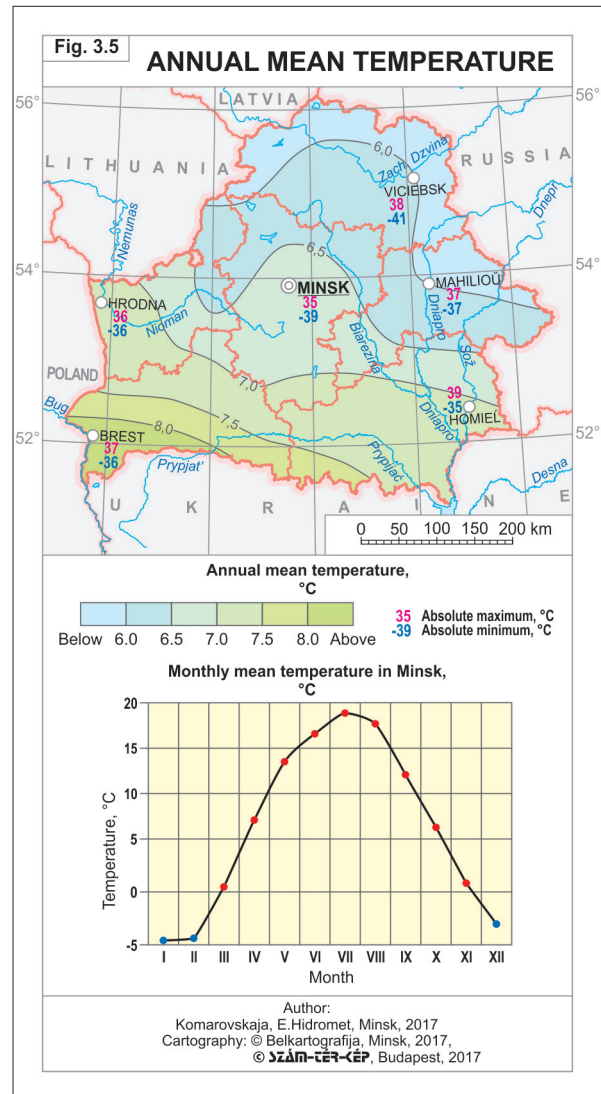 Fig. 3.5
ANNUAL MEAN TEMPERATURE
56°
56°
LATVIA
LITHUANIA
RUSSIA
6,0
Zach. Dzvina
VICIEBSK
38
-41
Dnepr
Nemunas
6,5
54°
54°
MINSK
35
-39
MAHILIOŬ
37
-37
HRODNA
36
-36
Nioman
Dniapro
Biarezina
Sož
POLAND
7,0
39
-35
HOMIEĹ
Bug
7,5
8,0
Dniapro
52°
52°
BREST
37
-36
Prypjat'
Prypijać
Desna
UKRAINE
0 50 100 150 200 km
Annual mean temperature,
°C
Below 6.0 6.5 7.0 7.5 8.0 Above
35 Absolute maximum, °C
-39 Absolute minimum, °C
Monthly mean temperature in Minsk,
°C
20
15
10
5
0
-5
Temperature, °C
I II III IV V VI VII VIII IX X XI XII
Month
Author:
Komarovskaja, E.Hidromet, Minsk, 2017
Cartography: © Belkartografija, Minsk, 2017,
© SZÁM-TÉR-KÉP, Budapest, 2017